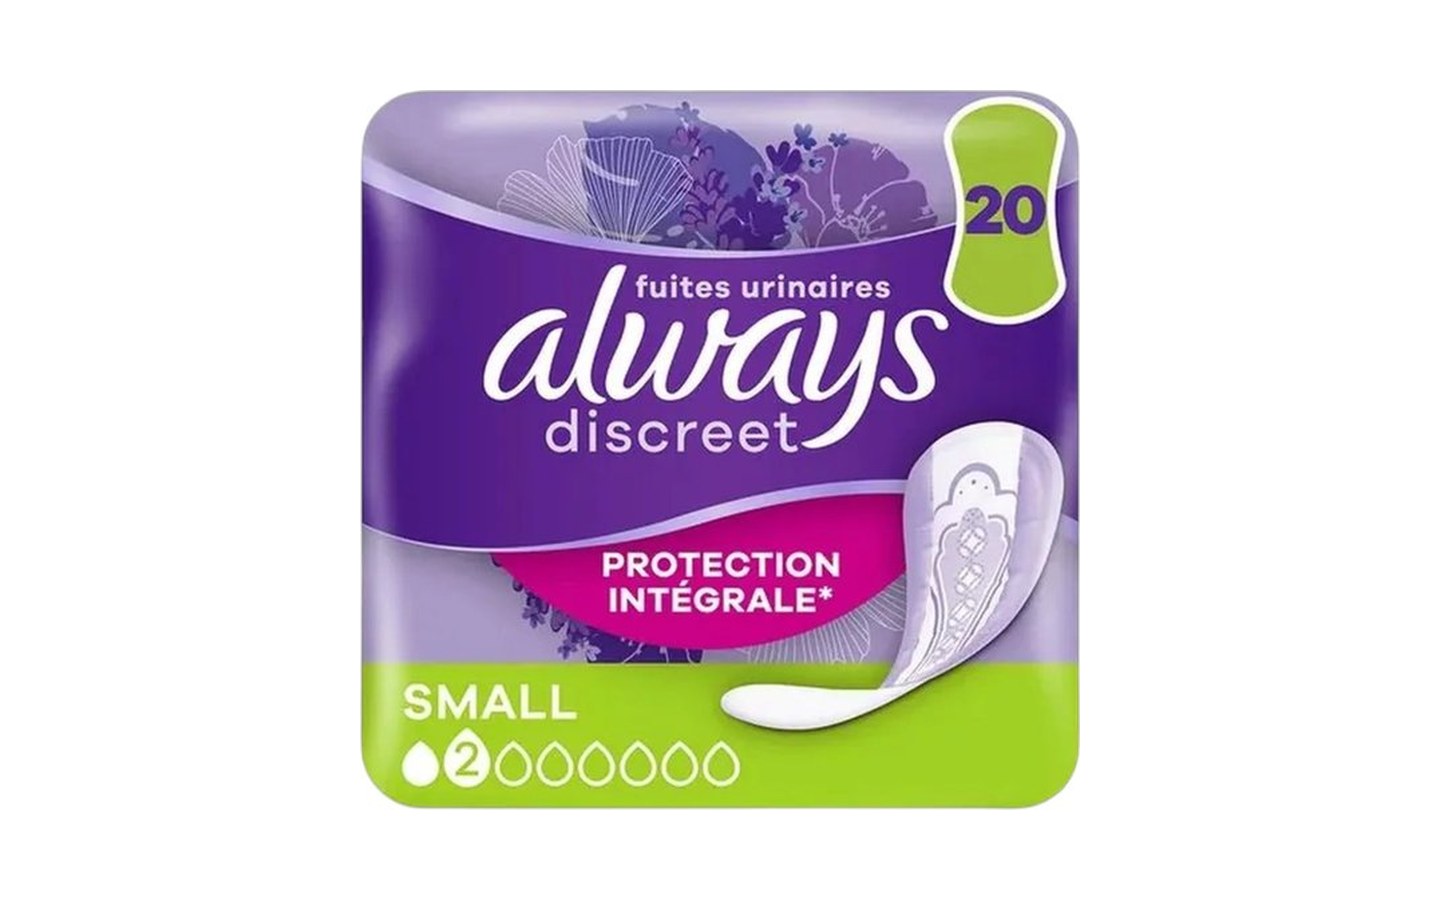 20
fuites urinaires
always
discreet
PROTECTION
INTÉGRALE*
SMALL
2